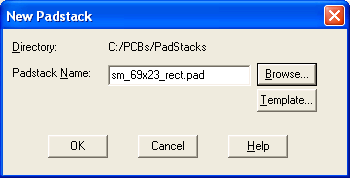 New Padstack
Directory: C:/PCBs/PadStacks
Padstack Name: sm_69x23_rect.pad Browse...
Template...
OK Cancel Help